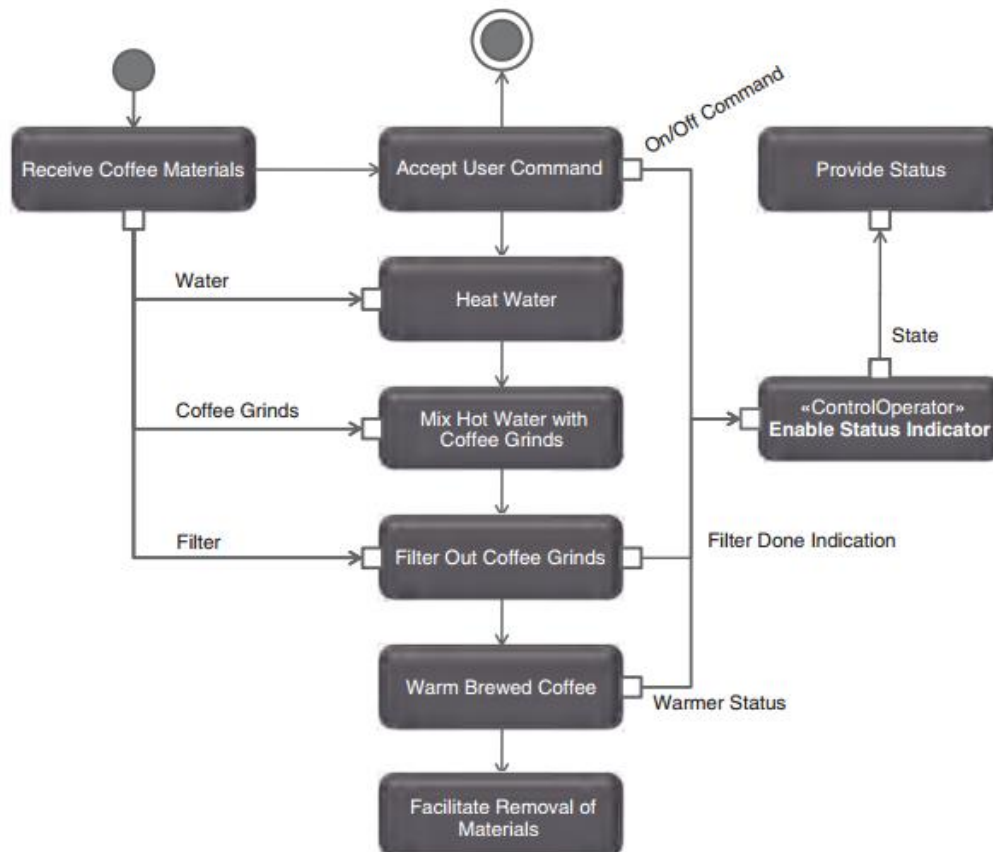 On/Off Command
Receive Coffee Materials
Accept User Command
Provide Status
Water
Heat Water
State
Coffee Grinds
Mix Hot Water with
Coffee Grinds
«ControlOperator»
Enable Status Indicator
Filter
Filter Out Coffee Grinds
Filter Done Indication
Warm Brewed Coffee
Warmer Status
Facilitate Removal of
Materials